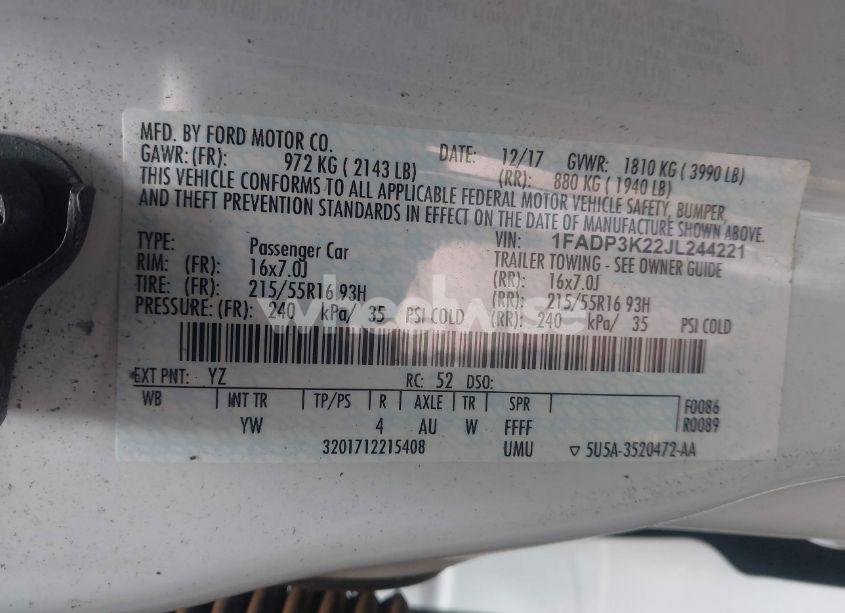 MFD. BY FORD MOTOR CO.
DATE: 12/17 GVWR: 1810 KG ( 3990 LB)
GAWR: (FR): 972 KG ( 2143 LB) (RR): 880 KG ( 1940 LB)
THIS VEHICLE CONFORMS TO ALL APPLICABLE FEDERAL MOTOR VEHICLE SAFETY, BUMPER,
AND THEFT PREVENTION STANDARDS IN EFFECT ON THE DATE OF MANUFACTURE SHOWN ABOVE.
VIN: 1FADP3K22JL244221
TYPE: Passenger Car TRAILER TOWING - SEE OWNER GUIDE
RIM: (FR): 16x7.0J (RR): 16x7.0J
TIRE: (FR): 215/55R16 93H (RR): 215/55R16 93H
PRESSURE: (FR): 240 kPa/ 35 PSI COLD (RR): 240 kPa/ 35 PSI COLD
wheelwise
EXT PNT: YZ RC: 52 DSO:
WB INT TR TP/PS R AXLE TR SPR F0086
YW 4 AU W FFFF R0089
3201712215408 UMU ▽ 5U5A-3520472-AA